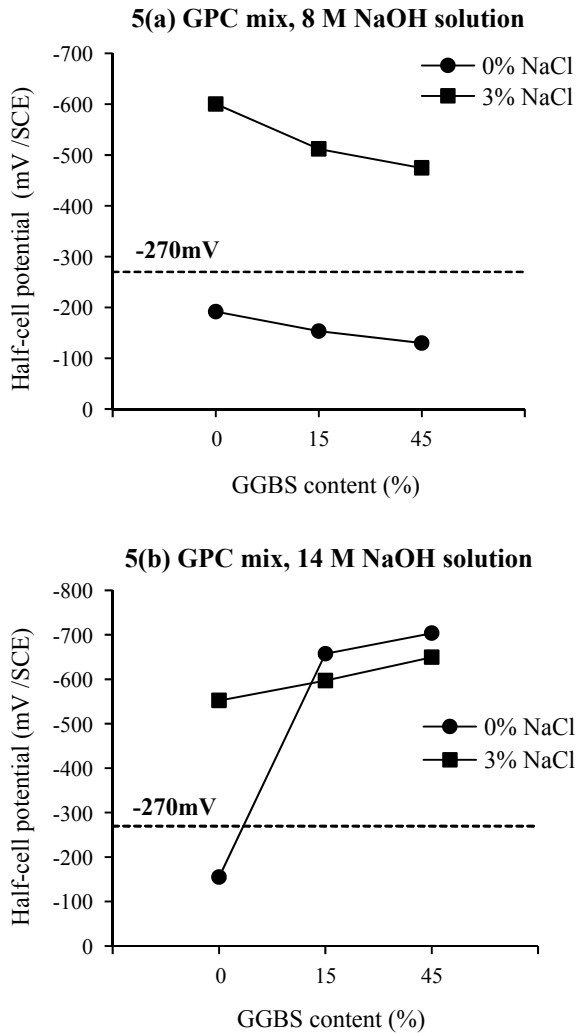 5(a) GPC mix, 8 M NaOH solution
-700
-600
-500
-400
-300
-200
-100
0
Half-cell potential (mV /SCE)
0% NaCl
3% NaCl
-270mV
0 15 45
GGBS content (%)
5(b) GPC mix, 14 M NaOH solution
-800
-700
-600
-500
-400
-300
-200
-100
0
Half-cell potential (mV /SCE)
0% NaCl
3% NaCl
-270mV
0 15 45
GGBS content (%)